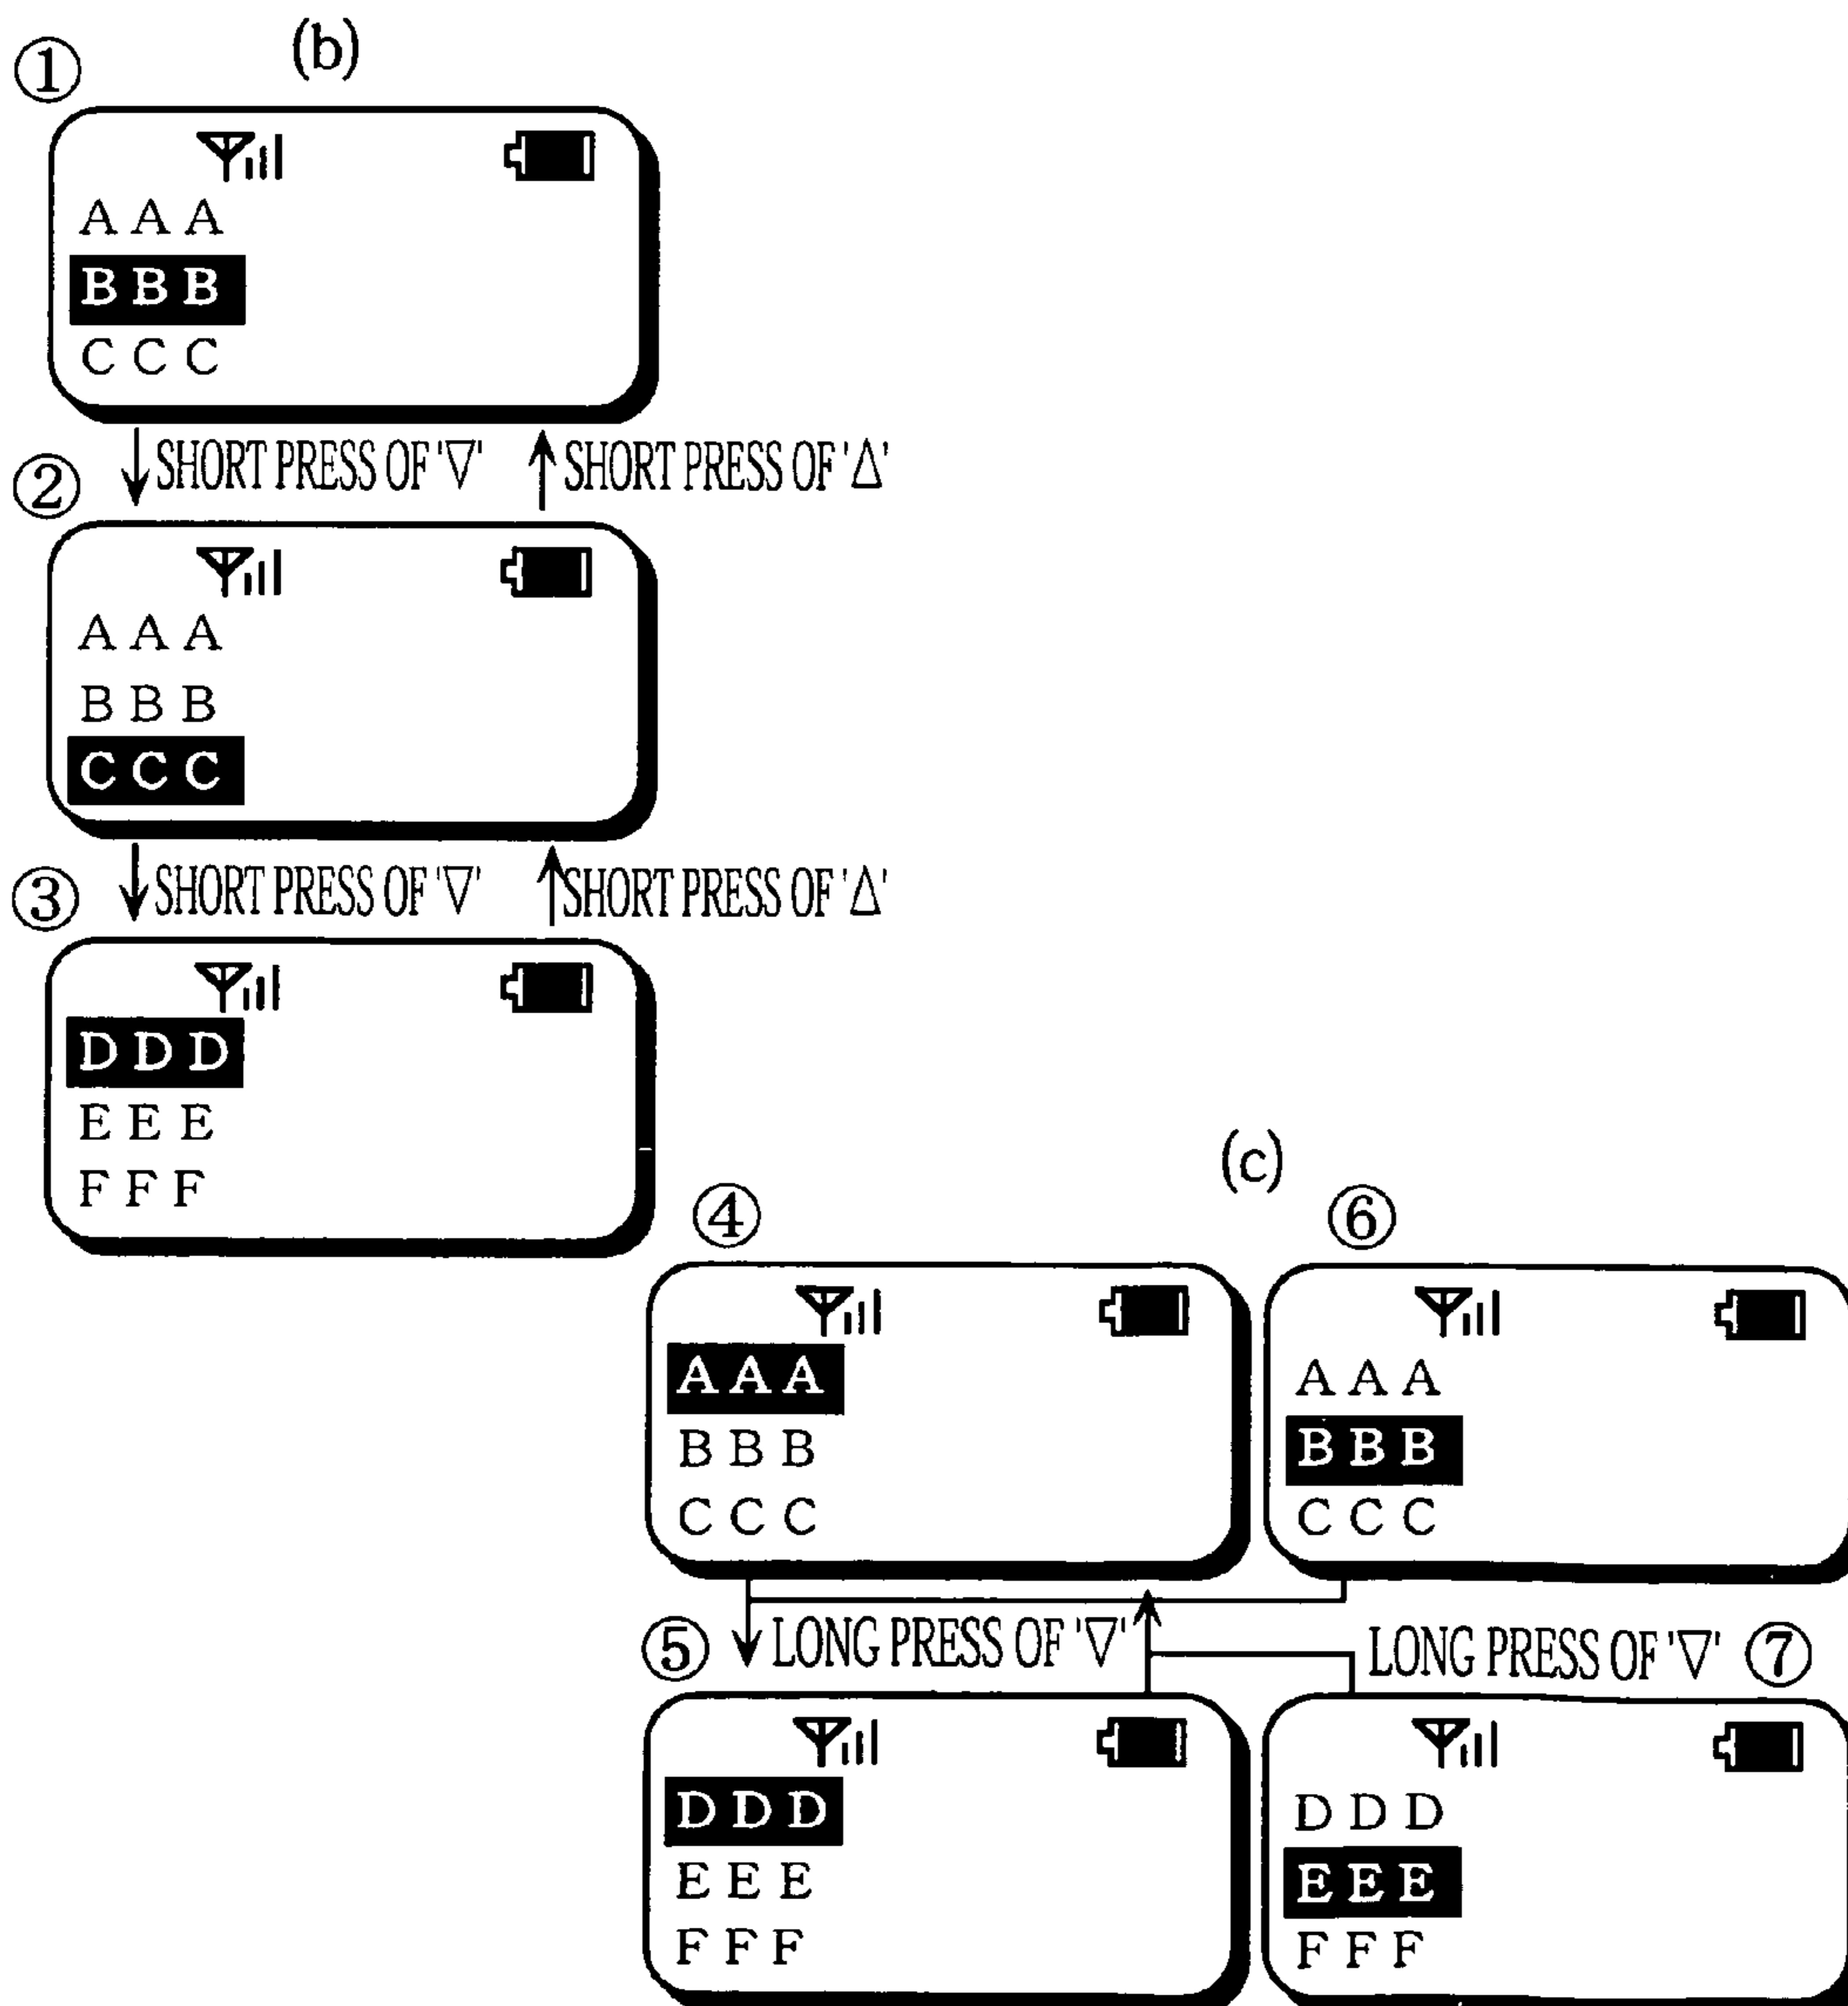 (b)
①
A A A
B B B
C C C
SHORT PRESS OF '▽' SHORT PRESS OF '△'
②
A A A
B B B
C C C
SHORT PRESS OF '▽' SHORT PRESS OF '△'
③
D D D
E E E
F F F
(c)
④
A A A
B B B
C C C
⑥
A A A
B B B
C C C
⑤ LONG PRESS OF '▽' LONG PRESS OF '▽' ⑦
D D D
E E E
F F F
D D D
E E E
F F F